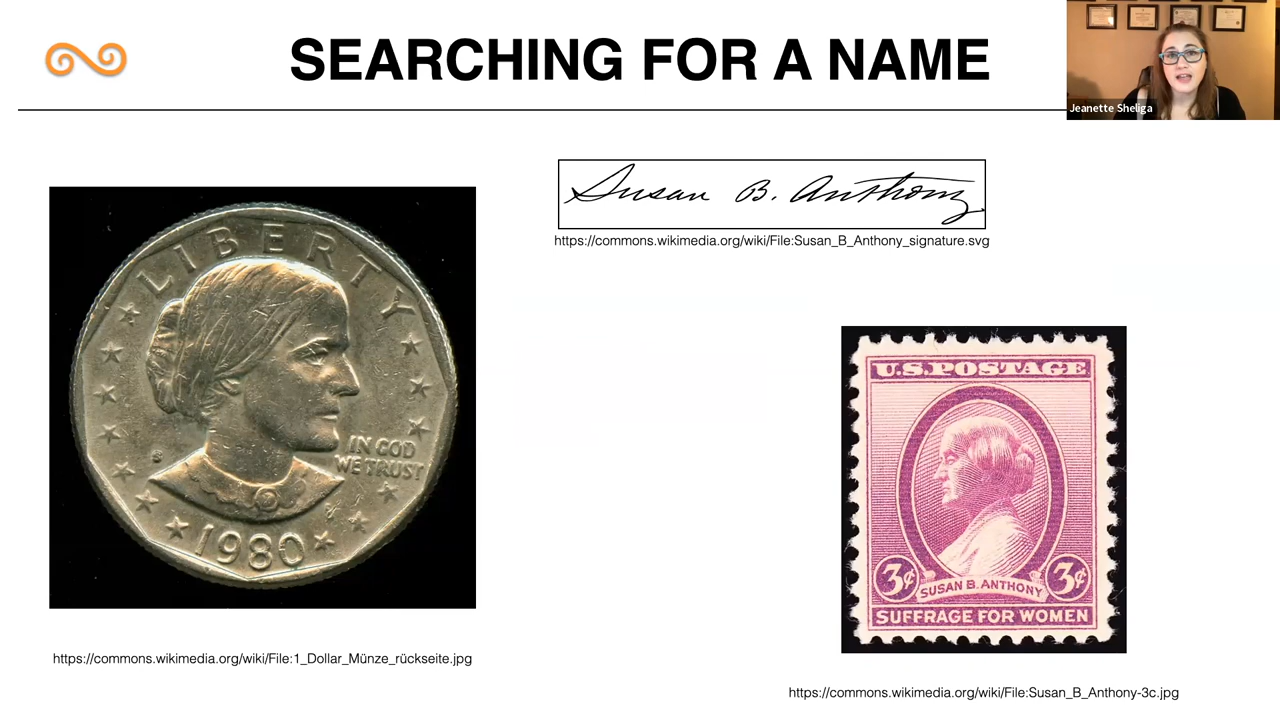 SEARCHING FOR A NAME
Jeanette Sheliga
Susan B. Anthony
https://commons.wikimedia.org/wiki/File:Susan_B_Anthony_signature.svg
LIBERTY
IN GOD
WE TRUST
S
1980
https://commons.wikimedia.org/wiki/File:1_Dollar_Münze_rückseite.jpg
U.S. POSTAGE
3¢ 3¢
SUSAN B. ANTHONY
SUFFRAGE FOR WOMEN
https://commons.wikimedia.org/wiki/File:Susan_B_Anthony-3c.jpg